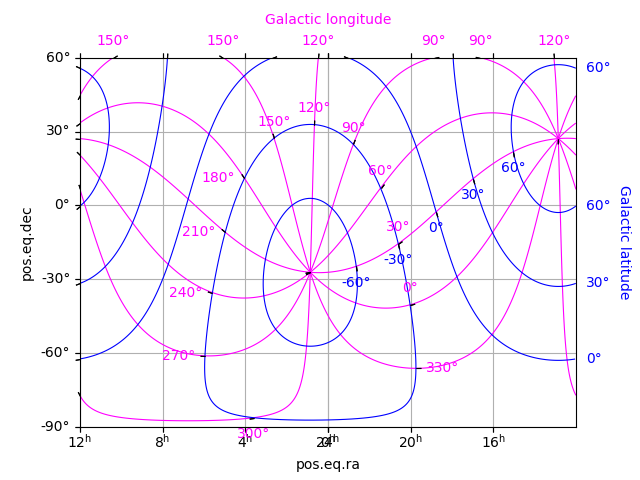 Galactic longitude
150° 150° 120° 90° 90° 120°
60° 60°
120°
150° 90°
30°
60° 60°
180°
30°
0° 60°
210° 30° 0°
-30°
-30° -60° 0° 30°
240°
-60° 270° 0°
330°
-90° 300°
12h 8h 4h 24h 20h 16h
pos.eq.ra
pos.eq.dec
Galactic latitude